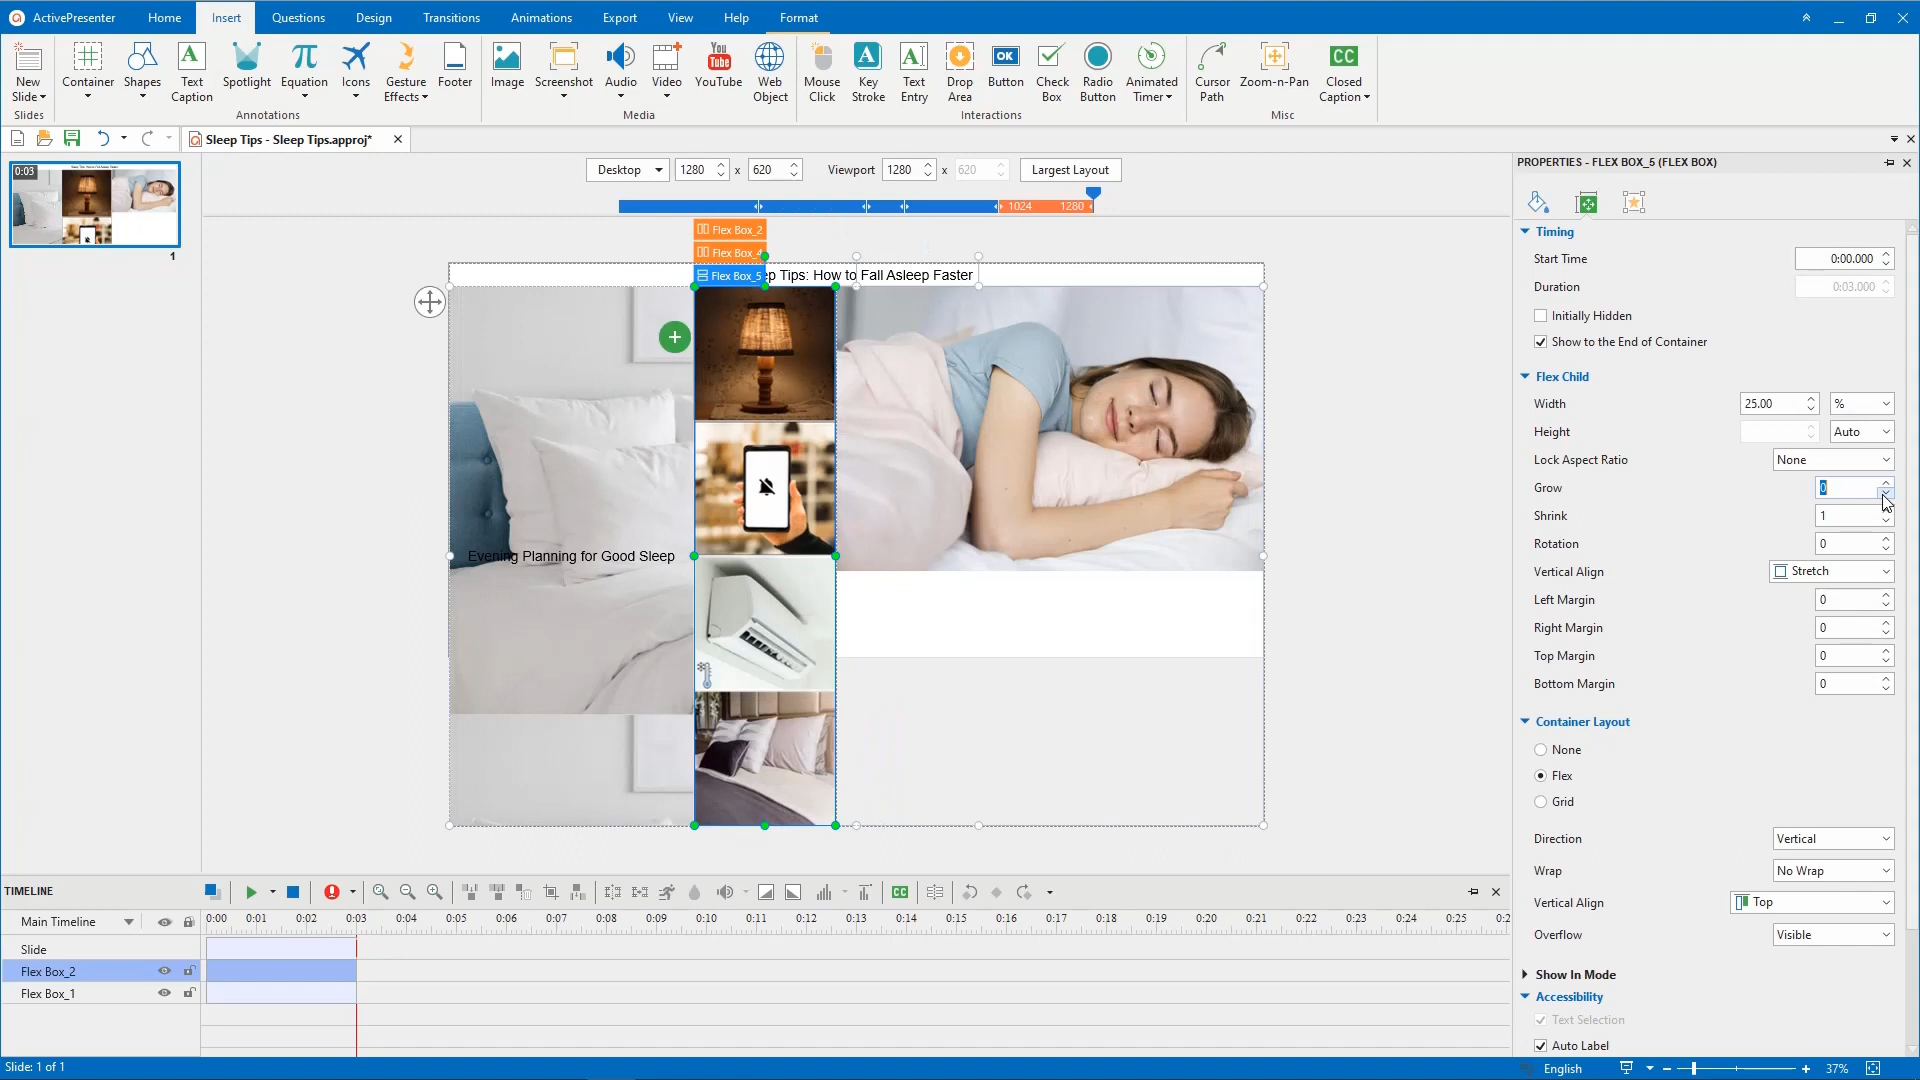 ActivePresenter Home Insert Questions Design Transitions Animations Export View Help Format
New Slide Container Shapes Text Caption Spotlight Equation Icons Gesture Effects Footer Image Screenshot Audio Video YouTube Web Object Mouse Click Key Stroke Text Entry Drop Area Button Check Box Radio Button Animated Timer Cursor Path Zoom-n-Pan Closed Caption
Slides Annotations Media Interactions Misc
Sleep Tips - Sleep Tips.approj*
PROPERTIES - FLEX BOX_5 (FLEX BOX)
Desktop 1280 x 620 Viewport 1280 x 620 Largest Layout
1024 1280
0:03
1
Flex Box_2
Flex Box_4
Flex Box_5 ep Tips: How to Fall Asleep Faster
Evening Planning for Good Sleep
Timing
Start Time 0:00.000
Duration 0:03.000
Initially Hidden
Show to the End of Container
Flex Child
Width 25.00 %
Height Auto
Lock Aspect Ratio None
Grow 0
Shrink 1
Rotation 0
Vertical Align Stretch
Left Margin 0
Right Margin 0
Top Margin 0
Bottom Margin 0
Container Layout
None
Flex
Grid
Direction Vertical
Wrap No Wrap
Vertical Align Top
Overflow Visible
Show In Mode
Accessibility
Text Selection
Auto Label
TIMELINE
CC
Main Timeline 0:00 0:01 0:02 0:03 0:04 0:05 0:06 0:07 0:08 0:09 0:10 0:11 0:12 0:13 0:14 0:15 0:16 0:17 0:18 0:19 0:20 0:21 0:22 0:23 0:24 0:25
Slide
Flex Box_2
Flex Box_1
Slide: 1 of 1 English 37%